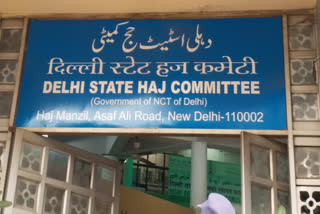 دہلی اسٹیٹ حج کمیٹی
दिल्ली स्टेट हज कमेटी
DELHI STATE HAJ COMMITTEE
(Government of NCT of Delhi)
Haj Manzil, Asaf Ali Road, New Delhi-110002